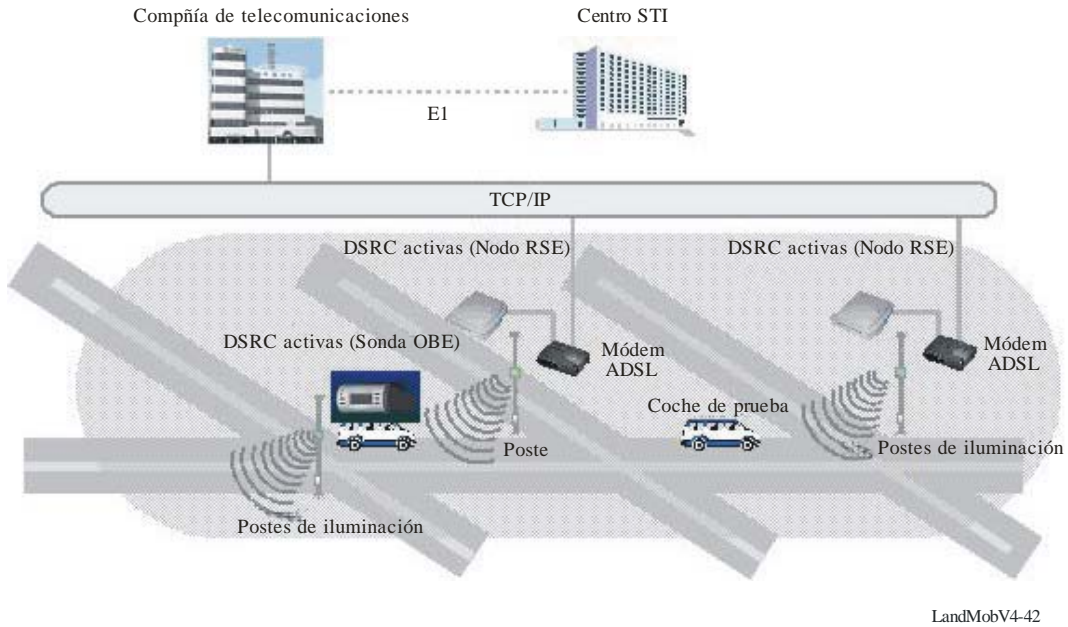 Compñía de telecomunicaciones
Centro STI
E1
TCP/IP
DSRC activas (Nodo RSE)
DSRC activas (Nodo RSE)
DSRC activas (Sonda OBE)
Módem
ADSL
Módem
ADSL
Coche de prueba
Poste
Postes de iluminación
Postes de iluminación
LandMobV4-42